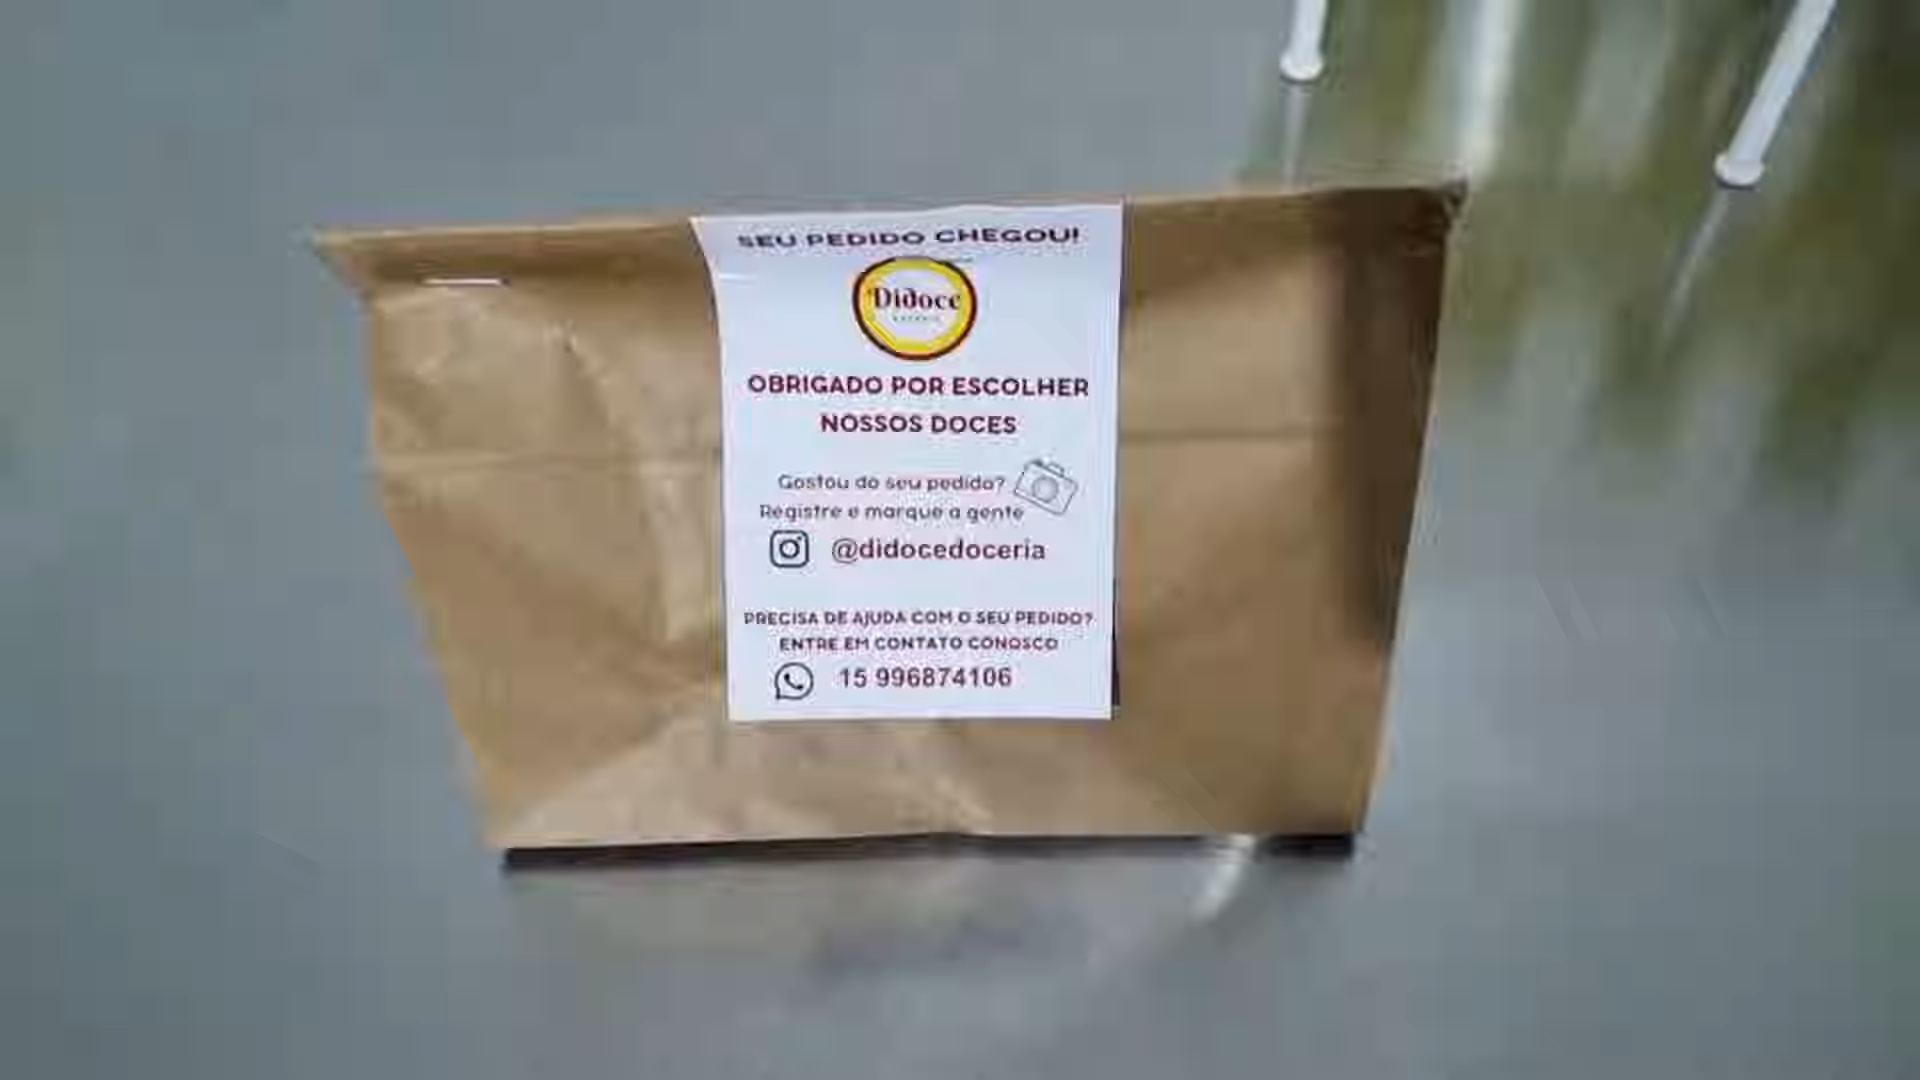 SEU PEDIDO CHEGOU!
Didoce
OBRIGADO POR ESCOLHER
NOSSOS DOCES
Gostou do seu pedido?
Registre e marque a gente
@didocedoceria
PRECISA DE AJUDA COM O SEU PEDIDO?
ENTRE EM CONTATO CONOSCO
15 996874106